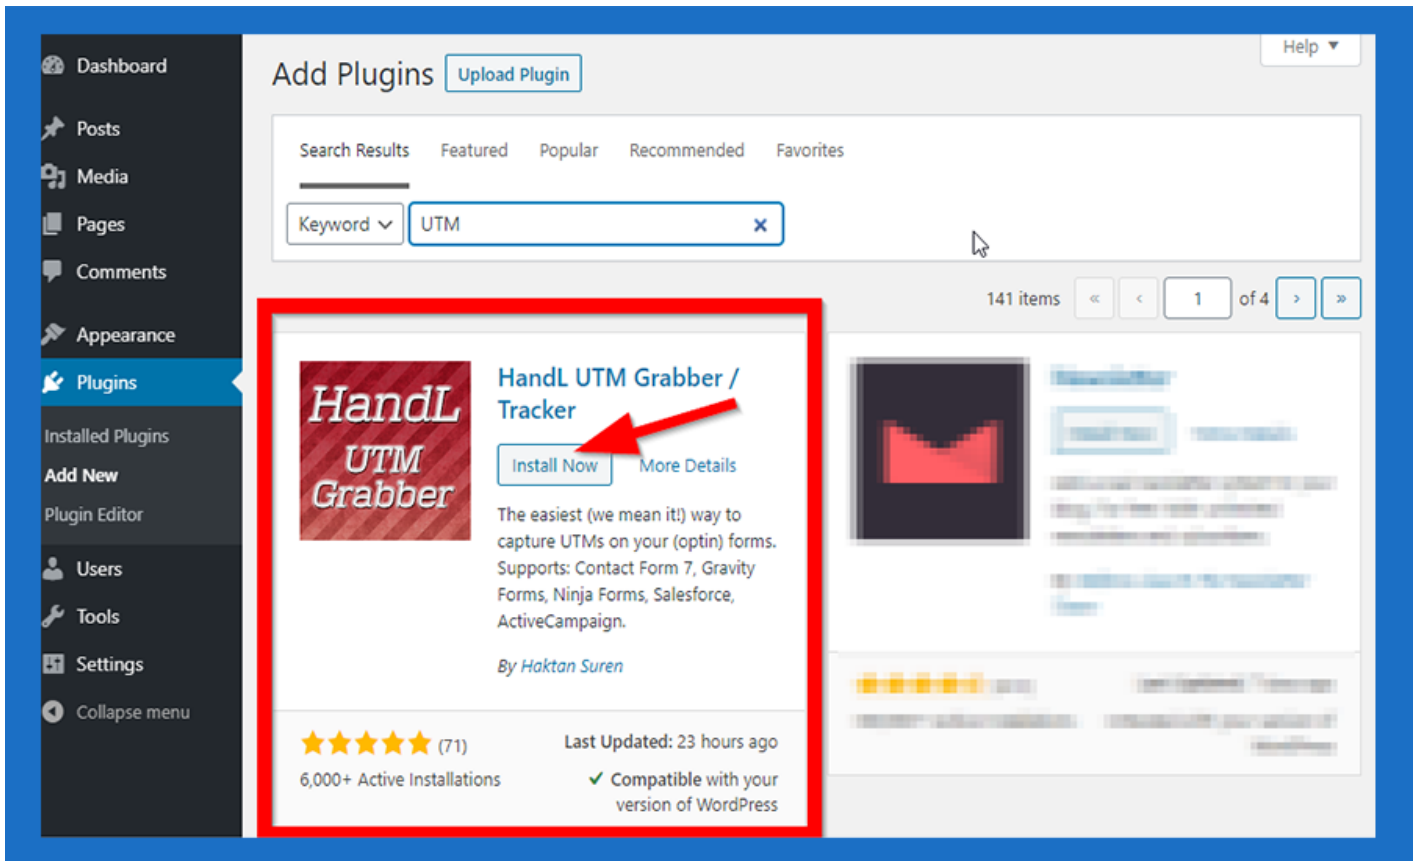 Dashboard
Posts
Media
Pages
Comments
Appearance
Plugins
Installed Plugins
Add New
Plugin Editor
Users
Tools
Settings
Collapse menu
Help
Add Plugins
Upload Plugin
Search Results Featured Popular Recommended Favorites
Keyword UTM
141 items « ‹ 1 of 4 › »
HandL
UTM
Grabber
HandL UTM Grabber /
Tracker
Install Now More Details
The easiest (we mean it!) way to
capture UTMs on your (optin) forms.
Supports: Contact Form 7, Gravity
Forms, Ninja Forms, Salesforce,
ActiveCampaign.
By Haktan Suren
(71) Last Updated: 23 hours ago
6,000+ Active Installations ✔ Compatible with your
version of WordPress